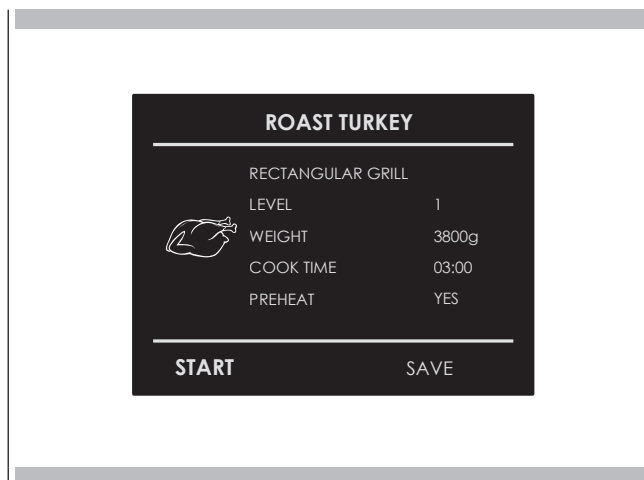 ROAST TURKEY
RECTANGULAR GRILL
LEVEL 1
WEIGHT 3800g
COOK TIME 03:00
PREHEAT YES
START SAVE